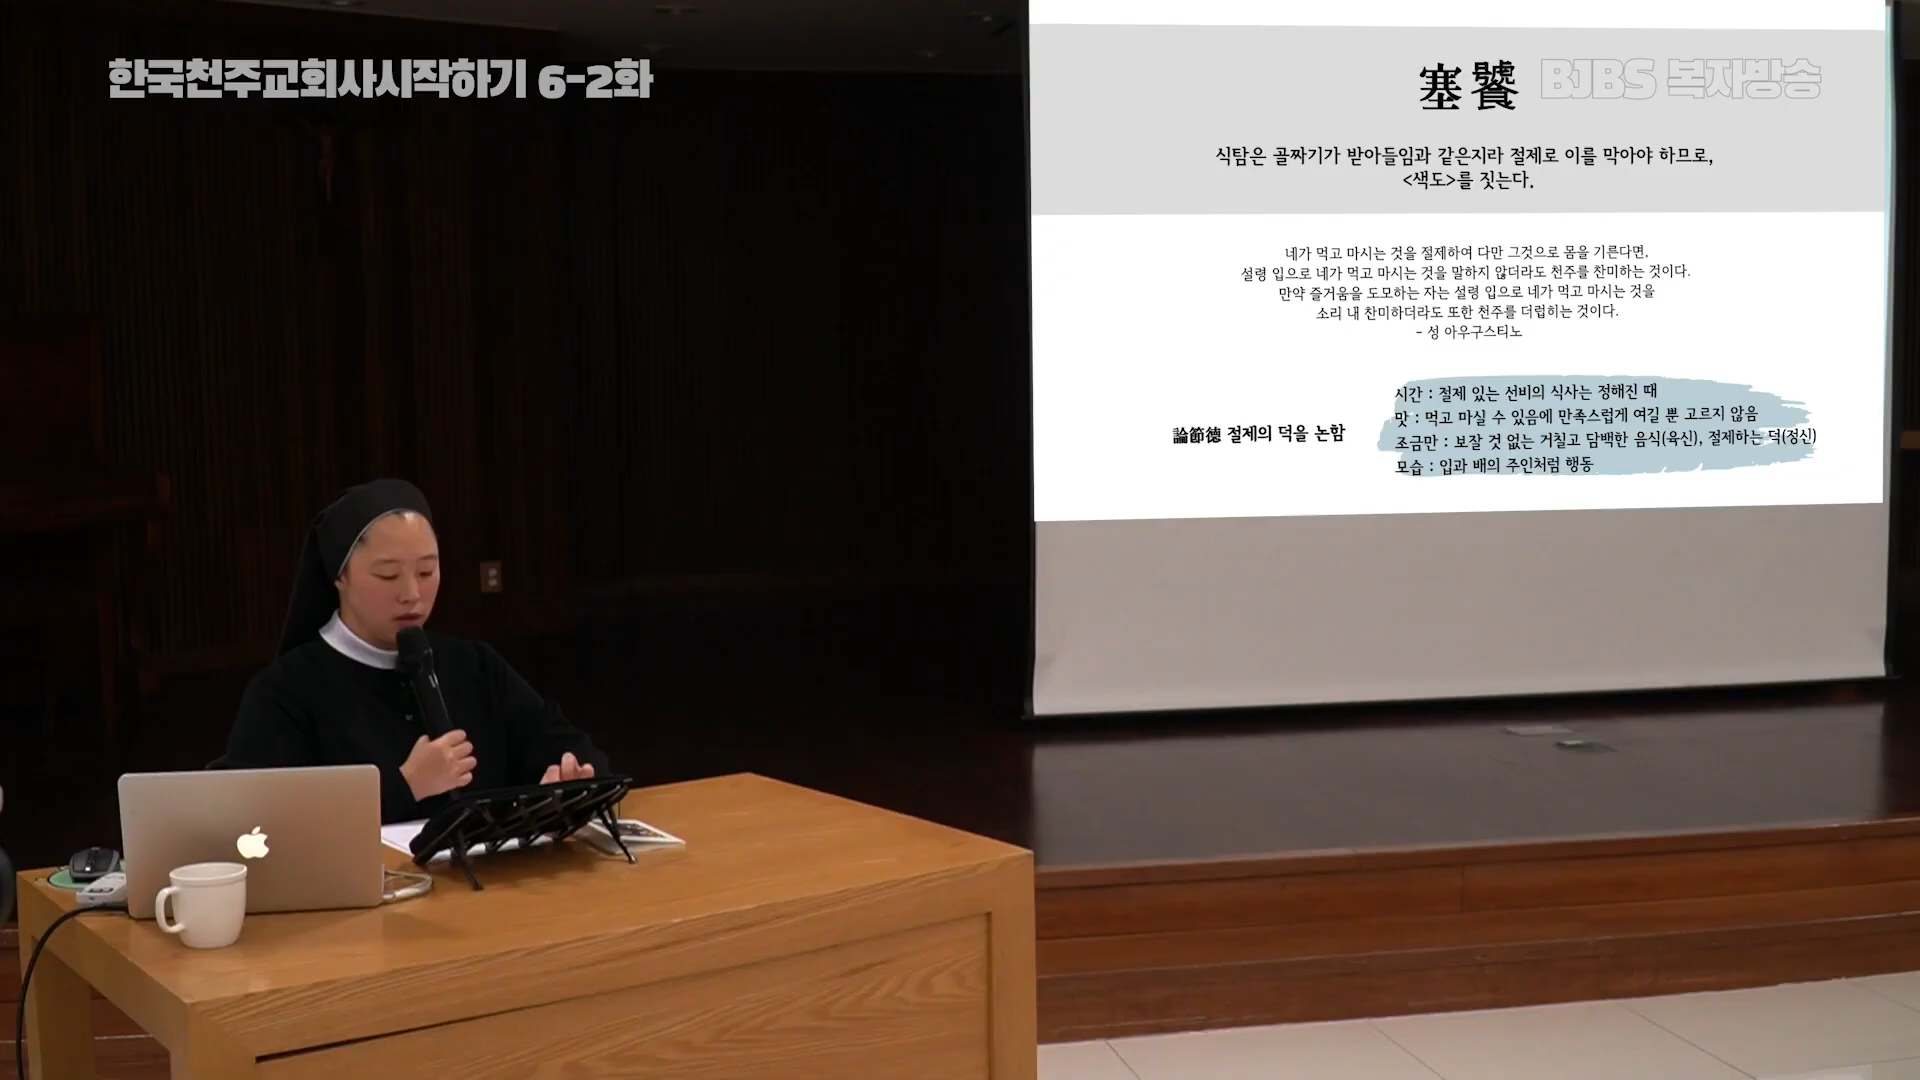 한국천주교회사시작하기 6-2화
BJBS 복자방송
塞饕
식탐은 골짜기가 받아들임과 같은지라 절제로 이를 막아야 하므로,
<색도>를 짓는다.
네가 먹고 마시는 것을 절제하여 다만 그것으로 몸을 기른다면,
설령 입으로 네가 먹고 마시는 것을 말하지 않더라도 천주를 찬미하는 것이다.
만약 즐거움을 도모하는 자는 설령 입으로 네가 먹고 마시는 것을
소리 내 찬미하더라도 또한 천주를 더럽히는 것이다.
- 성 아우구스티노
論節德 절제의 덕을 논함
시간 : 절제 있는 선비의 식사는 정해진 때
맛 : 먹고 마실 수 있음에 만족스럽게 여길 뿐 고르지 않음
조금만 : 보잘 것 없는 거칠고 담백한 음식(육신), 절제하는 덕(정신)
모습 : 입과 배의 주인처럼 행동